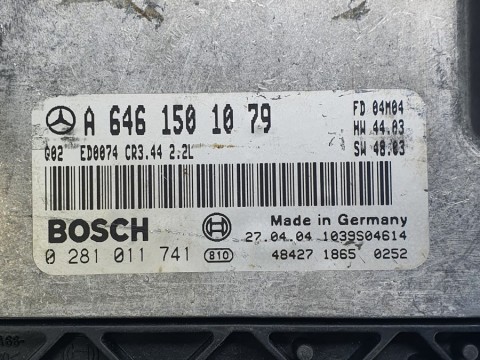 A 646 150 10 79
FD 04M04
HW 44.03
G02 ED0074 CR3.44 2.2L
SW 48.03
BOSCH
Made in Germany
27.04.04 1039S04614
0 281 011 741 810
48427 1865 0252